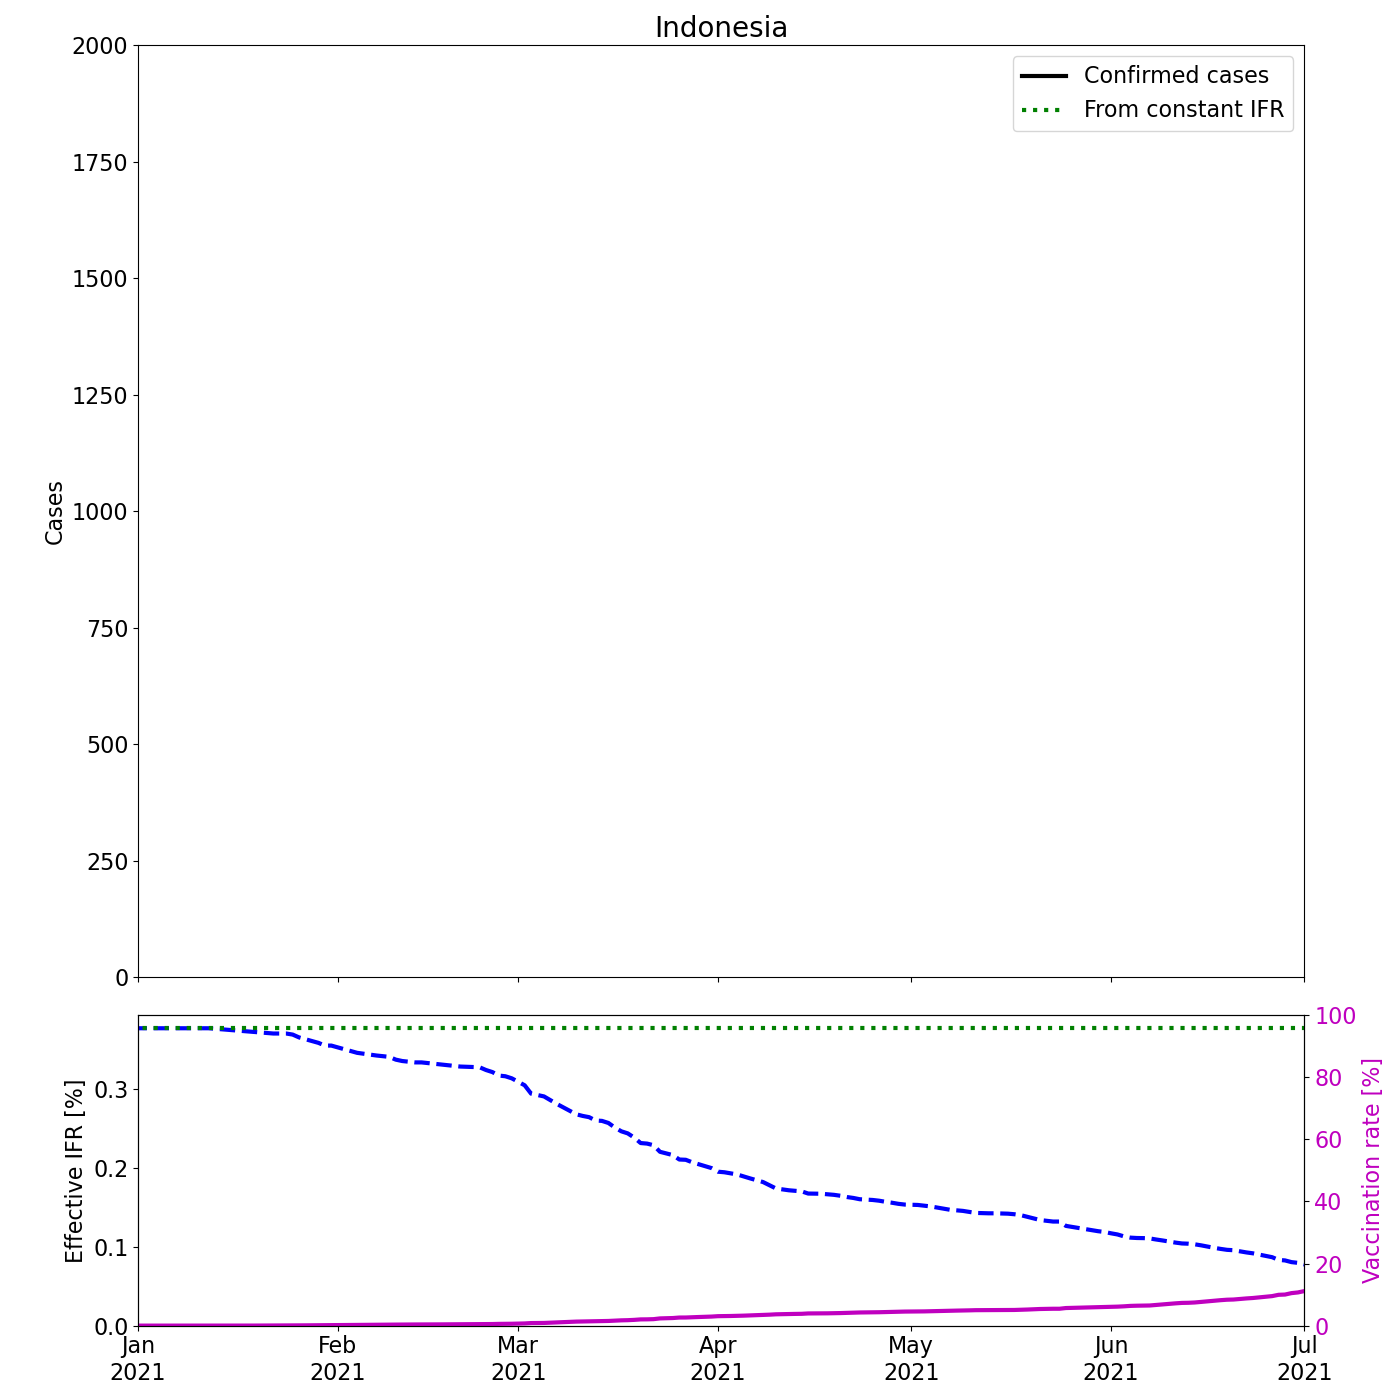 Indonesia
2000
1750
1500
1250
1000
750
500
250
0
Cases
Confirmed cases
From constant IFR
0.3
0.2
0.1
0.0
Effective IFR [%]
100
80
60
40
20
0
Vaccination rate [%]
Jan Feb Mar Apr May Jun Jul
2021 2021 2021 2021 2021 2021 2021